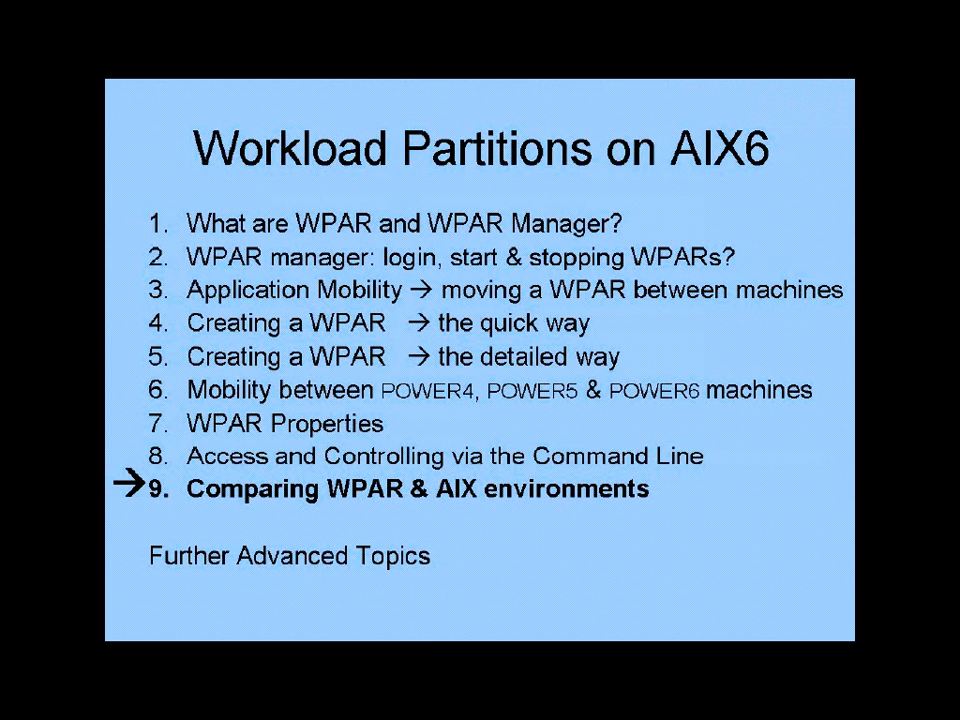 Workload Partitions on AIX6
1. What are WPAR and WPAR Manager?
2. WPAR manager: login, start & stopping WPARs?
3. Application Mobility → moving a WPAR between machines
4. Creating a WPAR → the quick way
5. Creating a WPAR → the detailed way
6. Mobility between POWER4, POWER5 & POWER6 machines
7. WPAR Properties
8. Access and Controlling via the Command Line
→ 9. Comparing WPAR & AIX environments
Further Advanced Topics